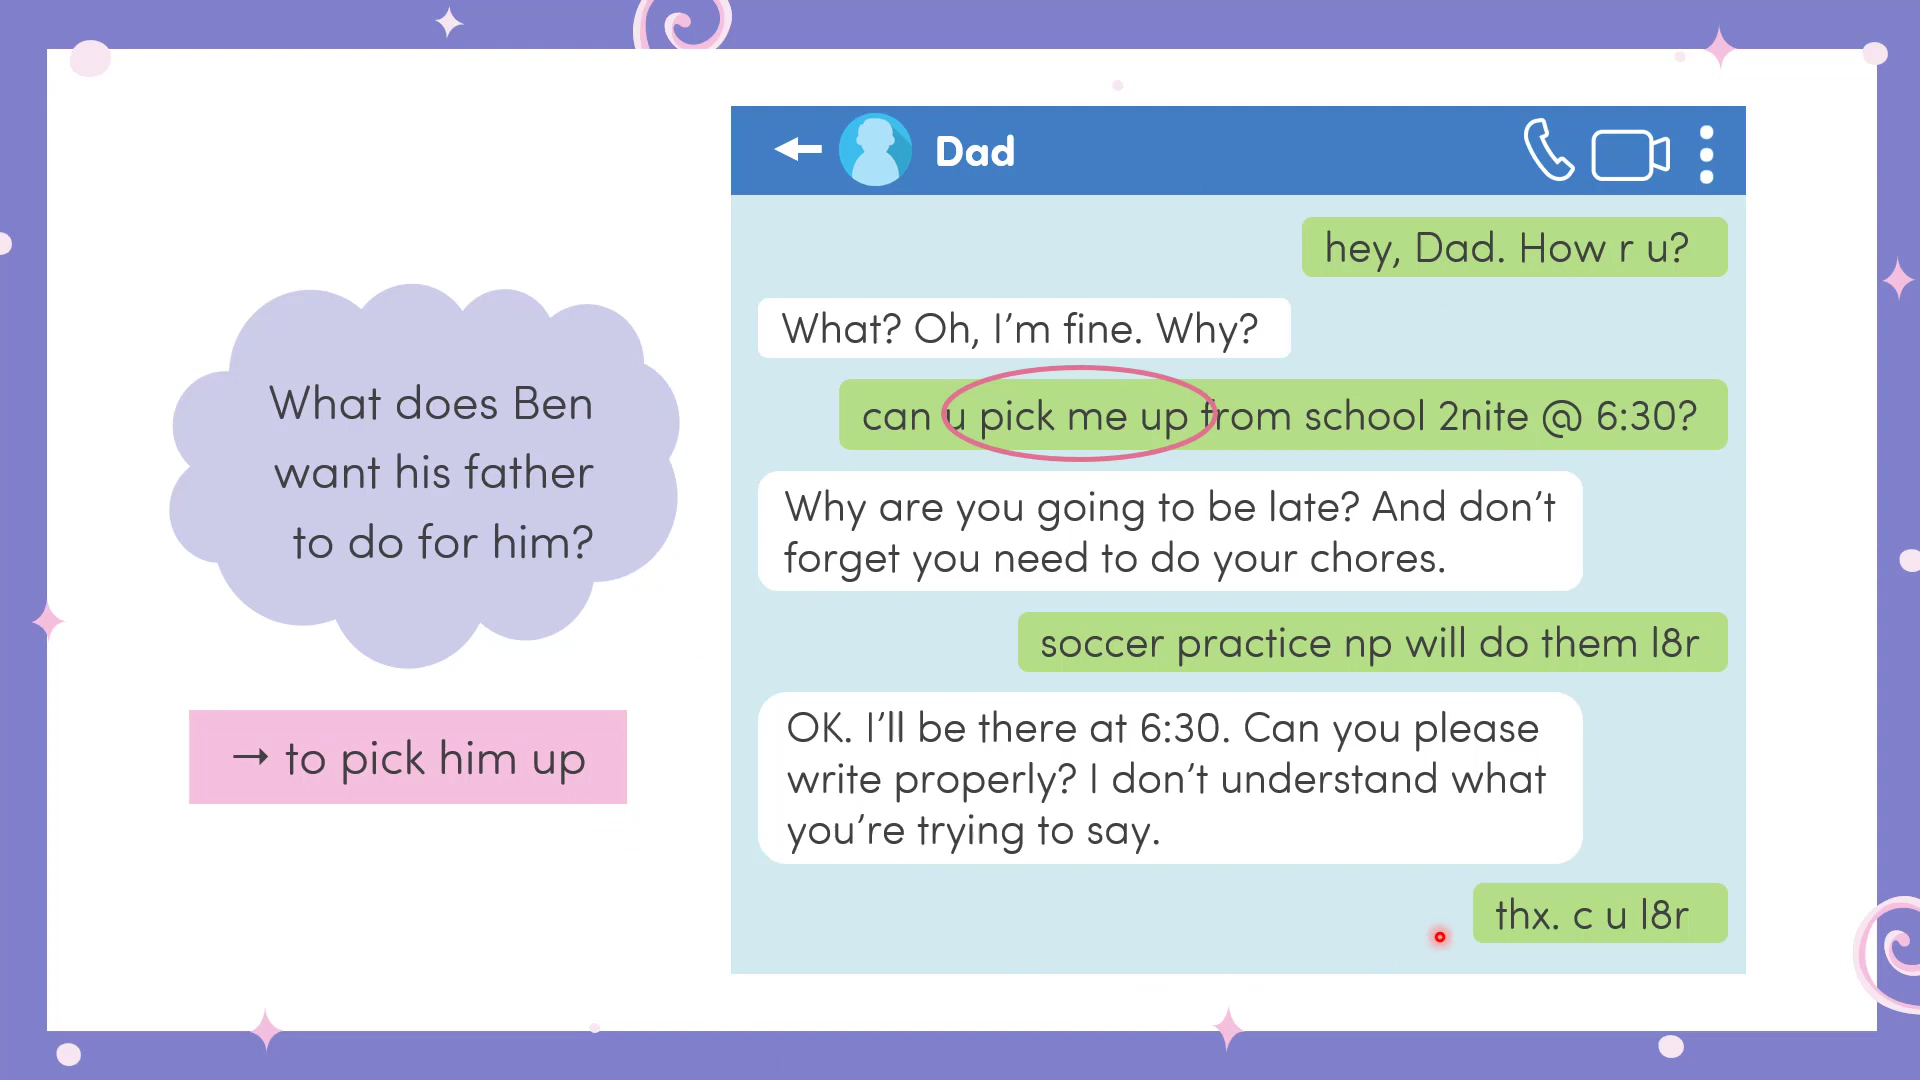 What does Ben
want his father
to do for him?
→ to pick him up
Dad
hey, Dad. How r u?
What? Oh, I’m fine. Why?
can u pick me up from school 2nite @ 6:30?
Why are you going to be late? And don’t
forget you need to do your chores.
soccer practice np will do them l8r
OK. I’ll be there at 6:30. Can you please
write properly? I don’t understand what
you’re trying to say.
thx. c u l8r